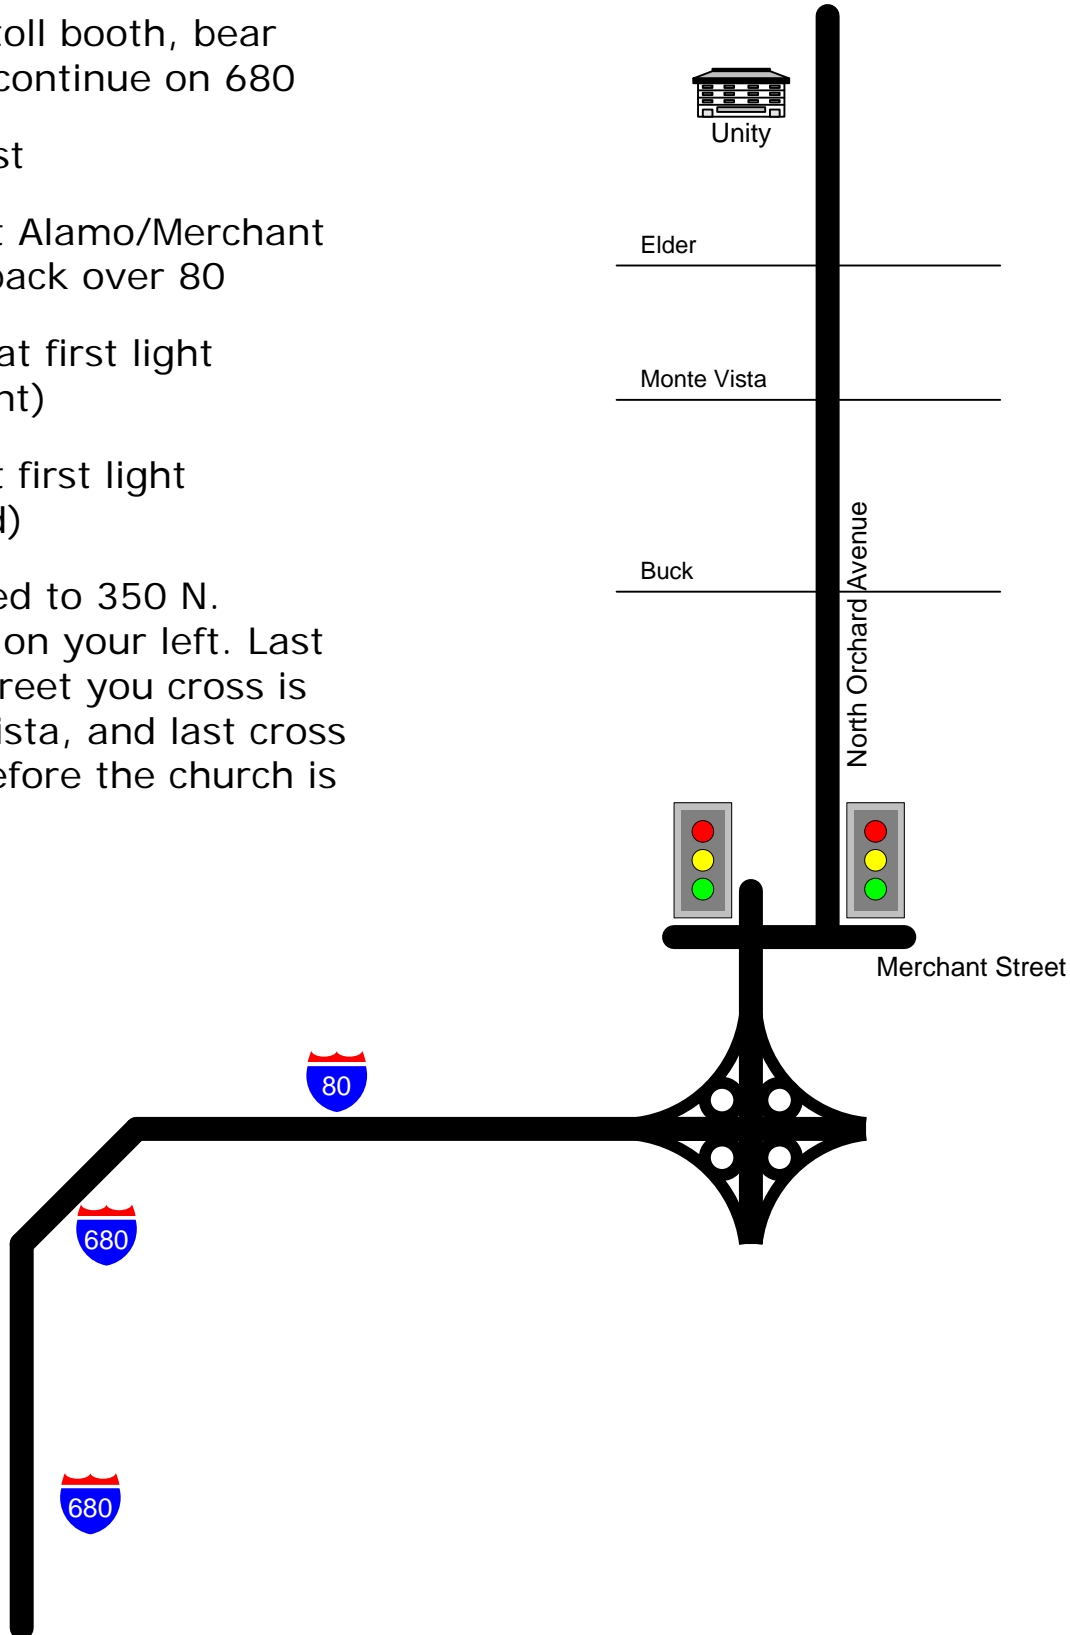 toll booth, bear
continue on 680
st
t Alamo/Merchant
back over 80
at first light
nt)
t first light
d)
ed to 350 N.
on your left. Last
reet you cross is
ista, and last cross
efore the church is
Unity
Elder
Monte Vista
Buck
North Orchard Avenue
Merchant Street
80
680
680